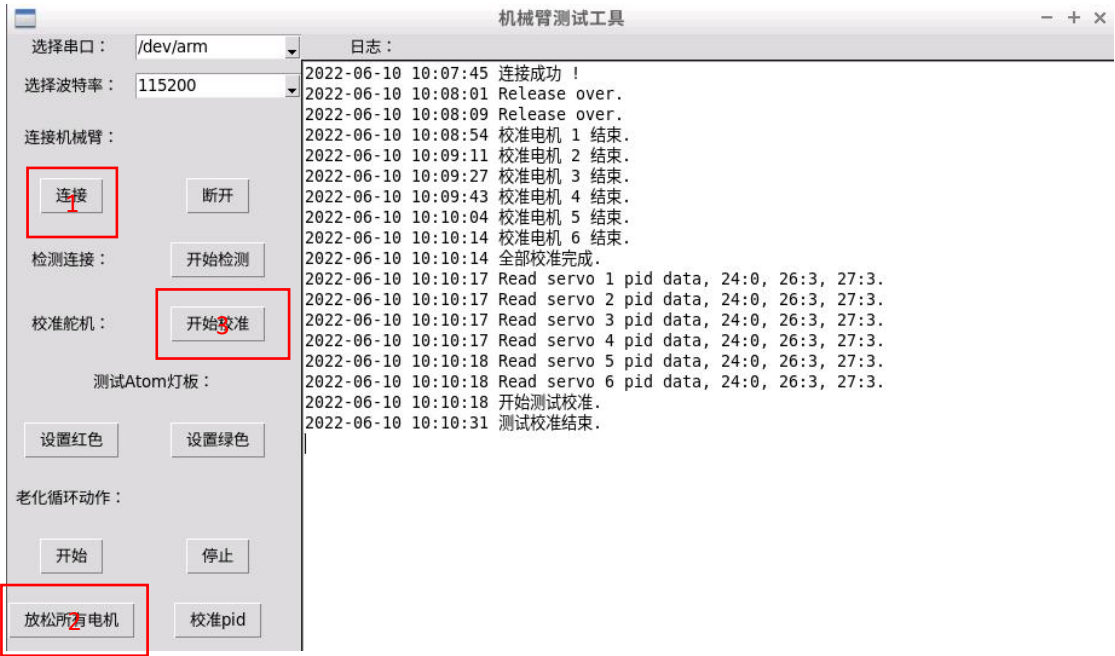 机械臂测试工具
选择串口： /dev/arm
日志：
选择波特率： 115200
连接机械臂：
连接 断开
1
检测连接： 开始检测
校准舵机： 开始校准
3
测试Atom灯板：
设置红色 设置绿色
老化循环动作：
开始 停止
放松所有电机 校准pid
2
2022-06-10 10:07:45 连接成功 !
2022-06-10 10:08:01 Release over.
2022-06-10 10:08:09 Release over.
2022-06-10 10:08:54 校准电机 1 结束.
2022-06-10 10:09:11 校准电机 2 结束.
2022-06-10 10:09:27 校准电机 3 结束.
2022-06-10 10:09:43 校准电机 4 结束.
2022-06-10 10:10:04 校准电机 5 结束.
2022-06-10 10:10:14 校准电机 6 结束.
2022-06-10 10:10:14 全部校准完成.
2022-06-10 10:10:17 Read servo 1 pid data, 24:0, 26:3, 27:3.
2022-06-10 10:10:17 Read servo 2 pid data, 24:0, 26:3, 27:3.
2022-06-10 10:10:17 Read servo 3 pid data, 24:0, 26:3, 27:3.
2022-06-10 10:10:17 Read servo 4 pid data, 24:0, 26:3, 27:3.
2022-06-10 10:10:18 Read servo 5 pid data, 24:0, 26:3, 27:3.
2022-06-10 10:10:18 Read servo 6 pid data, 24:0, 26:3, 27:3.
2022-06-10 10:10:18 开始测试校准.
2022-06-10 10:10:31 测试校准结束.